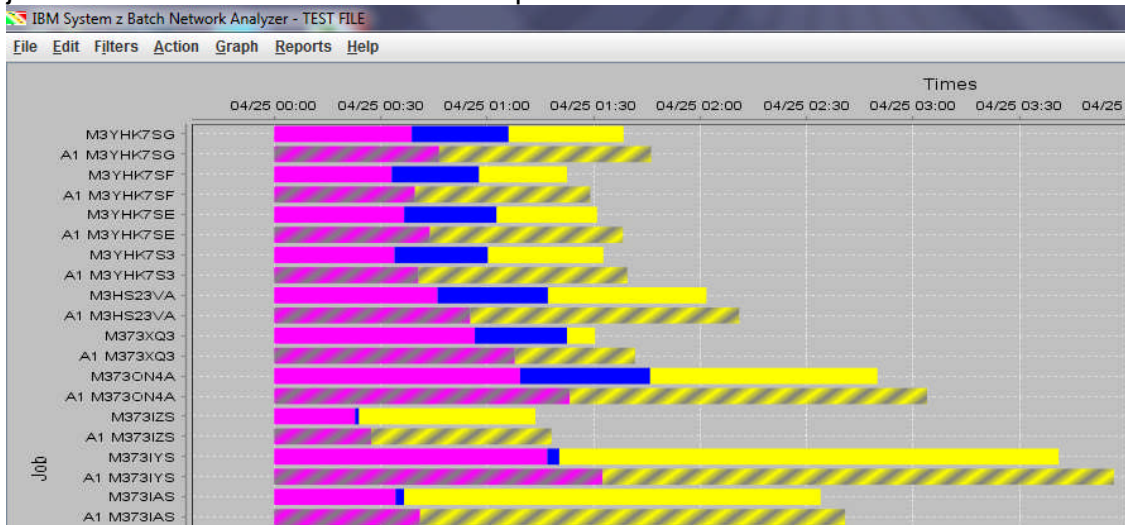 IBM System z Batch Network Analyzer - TEST FILE
File Edit Filters Action Graph Reports Help
Times
04/25 00:00 04/25 00:30 04/25 01:00 04/25 01:30 04/25 02:00 04/25 02:30 04/25 03:00 04/25 03:30 04/25
M3YHK7SG
A1 M3YHK7SG
M3YHK7SF
A1 M3YHK7SF
M3YHK7SE
A1 M3YHK7SE
M3YHK7S3
A1 M3YHK7S3
M3HS23VA
A1 M3HS23VA
M373XQ3
A1 M373XQ3
M373ON4A
A1 M373ON4A
M373IZS
A1 M373IZS
M373IYS
A1 M373IYS
M373IAS
A1 M373IAS
Job